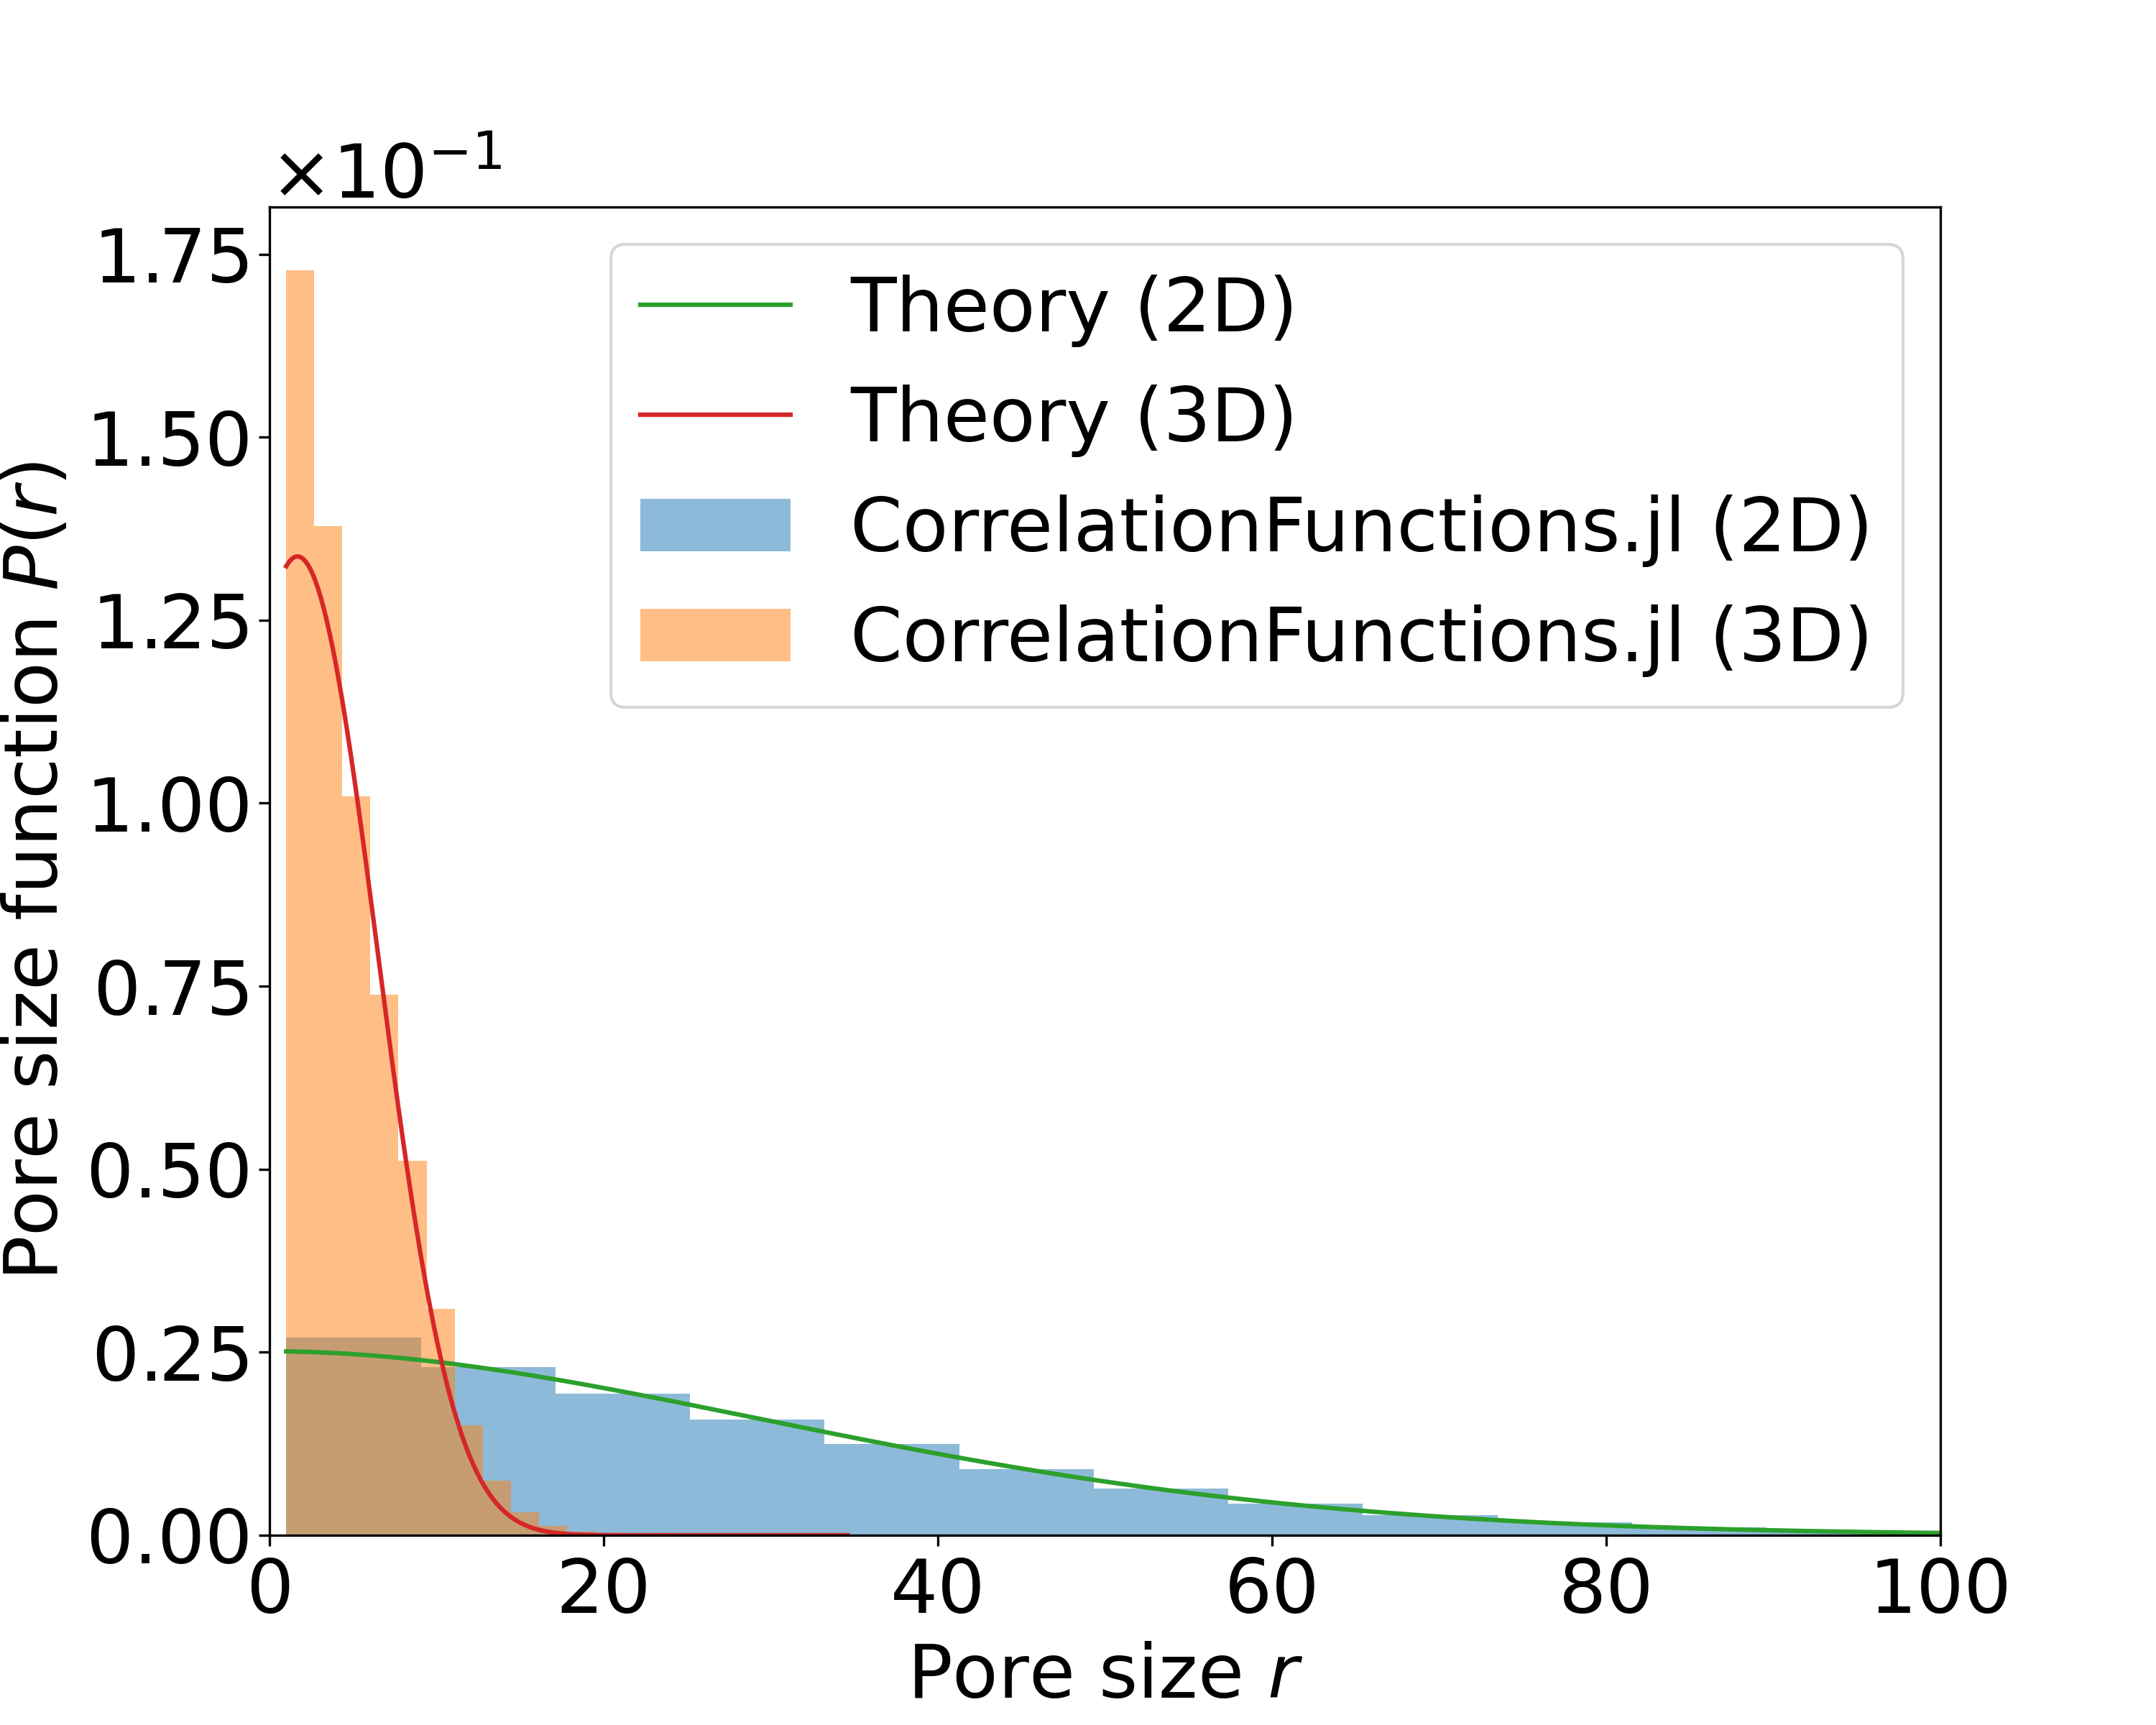 ×10⁻¹
1.75
1.50
1.25
1.00
0.75
0.50
0.25
0.00
Pore size function P(r)
Theory (2D)
Theory (3D)
CorrelationFunctions.jl (2D)
CorrelationFunctions.jl (3D)
0 20 40 60 80 100
Pore size r